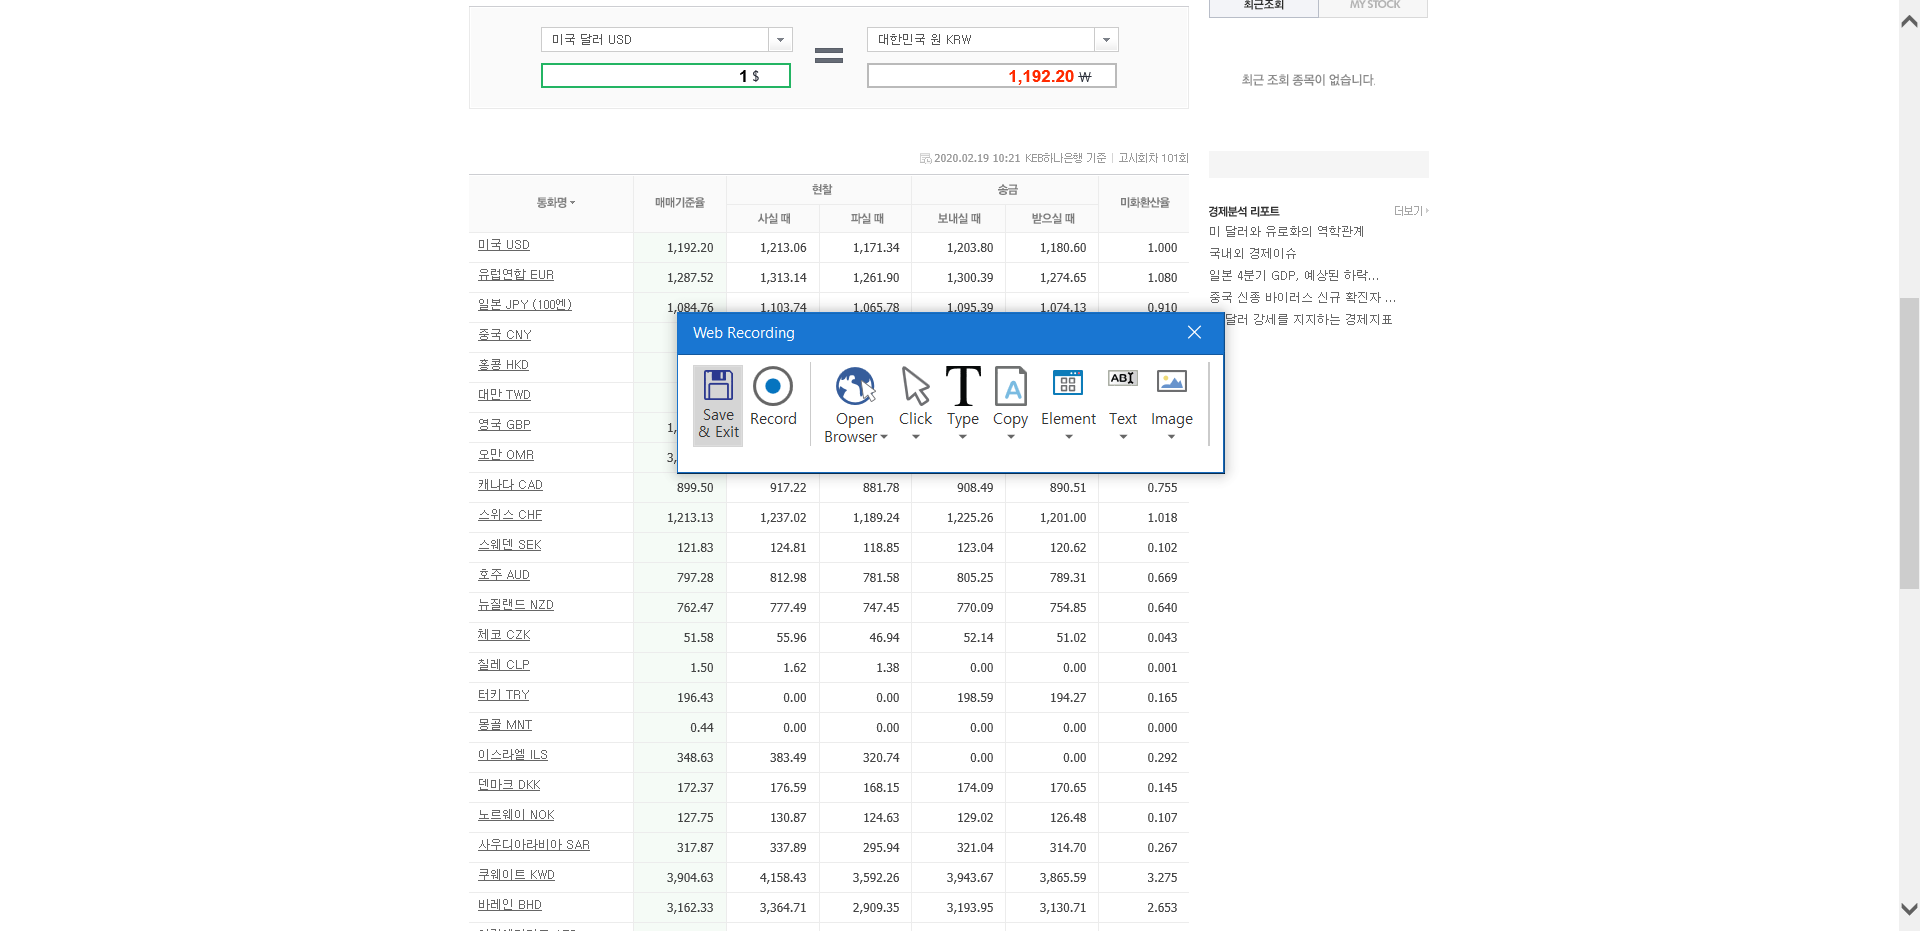 최근조회 MY STOCK
미국 달러 USD 대한민국 원 KRW
1 $ = 1,192.20 ₩
최근 조회 종목이 없습니다.
2020.02.19 10:21 KEB하나은행 기준 고시회차 101회
통화명 매매기준율 현찰 송금 미화환산율
사실 때 파실 때 보내실 때 받으실 때
미국 USD 1,192.20 1,213.06 1,171.34 1,203.80 1,180.60 1.000
유럽연합 EUR 1,287.52 1,313.14 1,261.90 1,300.39 1,274.65 1.080
일본 JPY (100엔) 1,084.76 1,103.74 1,065.78 1,095.39 1,074.13 0.910
중국 CNY
홍콩 HKD
대만 TWD
영국 GBP 1,
오만 OMR 3,
캐나다 CAD 899.50 917.22 881.78 908.49 890.51 0.755
스위스 CHF 1,213.13 1,237.02 1,189.24 1,225.26 1,201.00 1.018
스웨덴 SEK 121.83 124.81 118.85 123.04 120.62 0.102
호주 AUD 797.28 812.98 781.58 805.25 789.31 0.669
뉴질랜드 NZD 762.47 777.49 747.45 770.09 754.85 0.640
체코 CZK 51.58 55.96 46.94 52.14 51.02 0.043
칠레 CLP 1.50 1.62 1.38 0.00 0.00 0.001
터키 TRY 196.43 0.00 0.00 198.59 194.27 0.165
몽골 MNT 0.44 0.00 0.00 0.00 0.00 0.000
이스라엘 ILS 348.63 383.49 320.74 0.00 0.00 0.292
덴마크 DKK 172.37 176.59 168.15 174.09 170.65 0.145
노르웨이 NOK 127.75 130.87 124.63 129.02 126.48 0.107
사우디아라비아 SAR 317.87 337.89 295.94 321.04 314.70 0.267
쿠웨이트 KWD 3,904.63 4,158.43 3,592.26 3,943.67 3,865.59 3.275
바레인 BHD 3,162.33 3,364.71 2,909.35 3,193.95 3,130.71 2.653
경제분석 리포트 더보기
미 달러와 유로화의 역학관계
국내외 경제이슈
일본 4분기 GDP, 예상된 하락...
중국 신종 바이러스 신규 확진자 ...
달러 강세를 지지하는 경제지표
Web Recording
Save & Exit
Record
Open Browser
Click
Type
Copy
Element
ABI
Text
Image